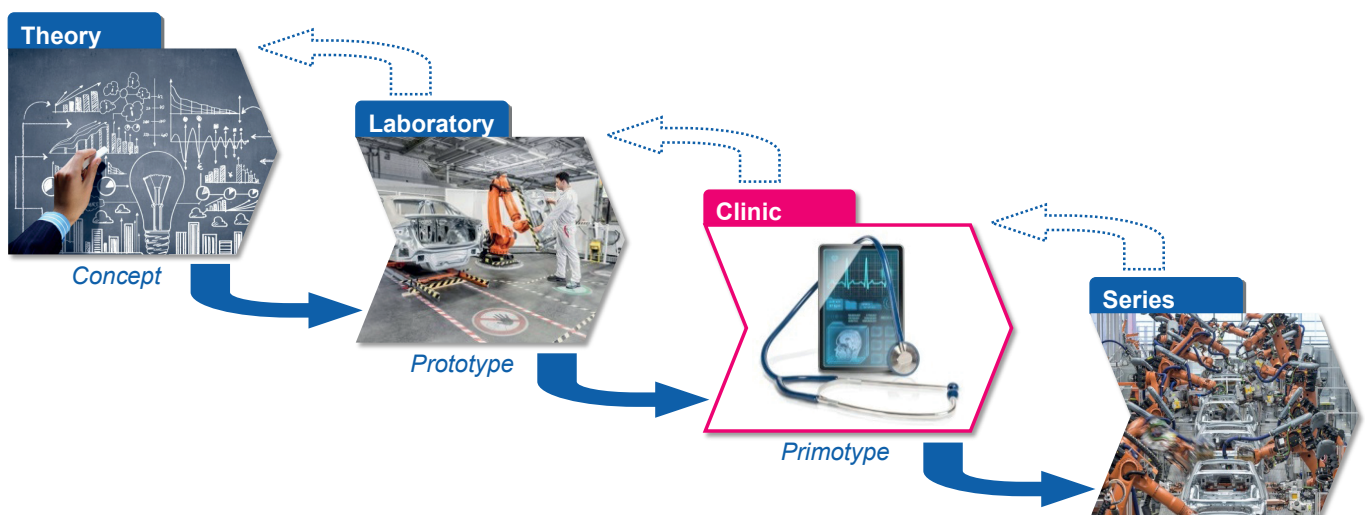 Theory
Concept
Laboratory
Prototype
Clinic
Primotype
Series